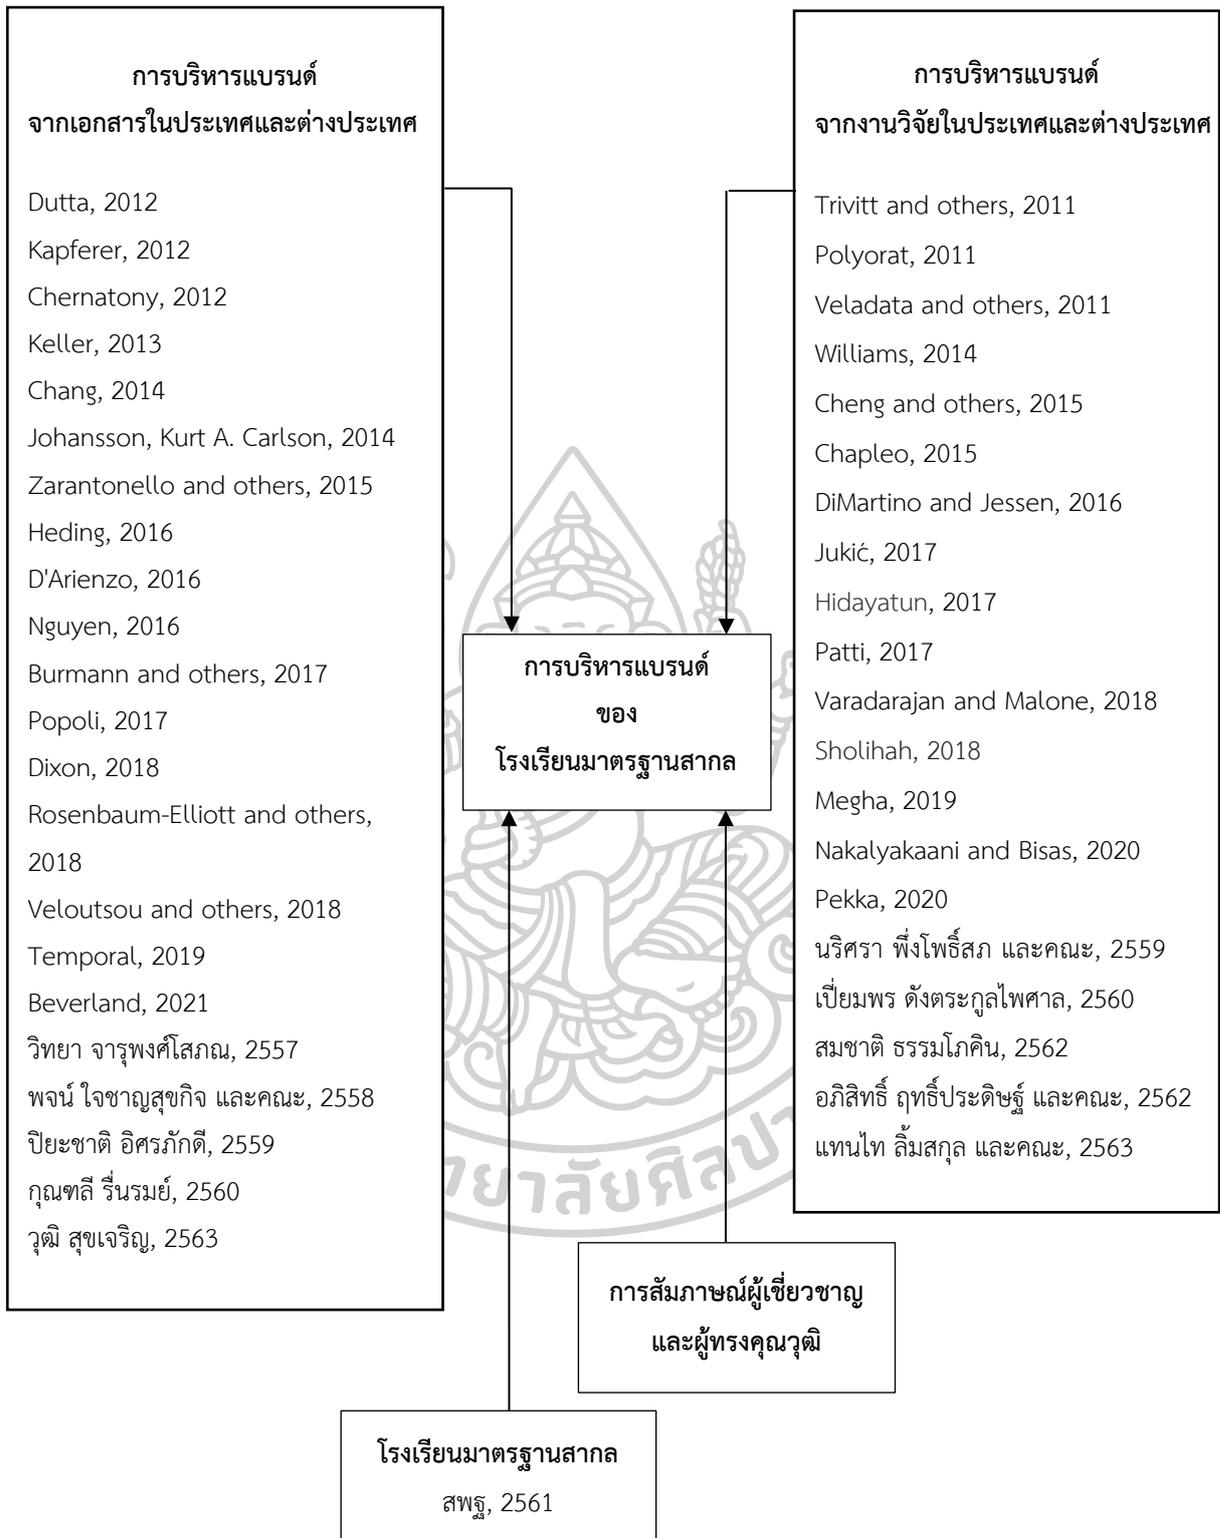 การบริหารแบรนด์
จากเอกสารในประเทศและต่างประเทศ
Dutta, 2012
Kapferer, 2012
Chernatony, 2012
Keller, 2013
Chang, 2014
Johansson, Kurt A. Carlson, 2014
Zarantonello and others, 2015
Heding, 2016
D'Arienzo, 2016
Nguyen, 2016
Burmann and others, 2017
Popoli, 2017
Dixon, 2018
Rosenbaum-Elliott and others,
2018
Veloutsou and others, 2018
Temporal, 2019
Beverland, 2021
วิทยา จารุพงศ์โสภณ, 2557
พจน์ ใจชาญสุขกิจ และคณะ, 2558
ปิยะชาติ อิศรภักดี, 2559
กุณฑลี รื่นรมย์, 2560
วุฒิ สุขเจริญ, 2563
การบริหารแบรนด์
จากงานวิจัยในประเทศและต่างประเทศ
Trivitt and others, 2011
Polyorat, 2011
Veladata and others, 2011
Williams, 2014
Cheng and others, 2015
Chapleo, 2015
DiMartino and Jessen, 2016
Jukić, 2017
Hidayatun, 2017
Patti, 2017
Varadarajan and Malone, 2018
Sholihah, 2018
Megha, 2019
Nakalyakaani and Bisas, 2020
Pekka, 2020
นริศรา พึ่งโพธิ์สภ และคณะ, 2559
เปี่ยมพร ดังตระกูลไพศาล, 2560
สมชาติ ธรรมโภคิน, 2562
อภิสิทธิ์ ฤทธิ์ประดิษฐ์ และคณะ, 2562
แทนไท ลิ้มสกุล และคณะ, 2563
การบริหารแบรนด์
ของ
โรงเรียนมาตรฐานสากล
ทยาลัยศิลปา
การสัมภาษณ์ผู้เชี่ยวชาญ
และผู้ทรงคุณวุฒิ
โรงเรียนมาตรฐานสากล
สพฐ, 2561